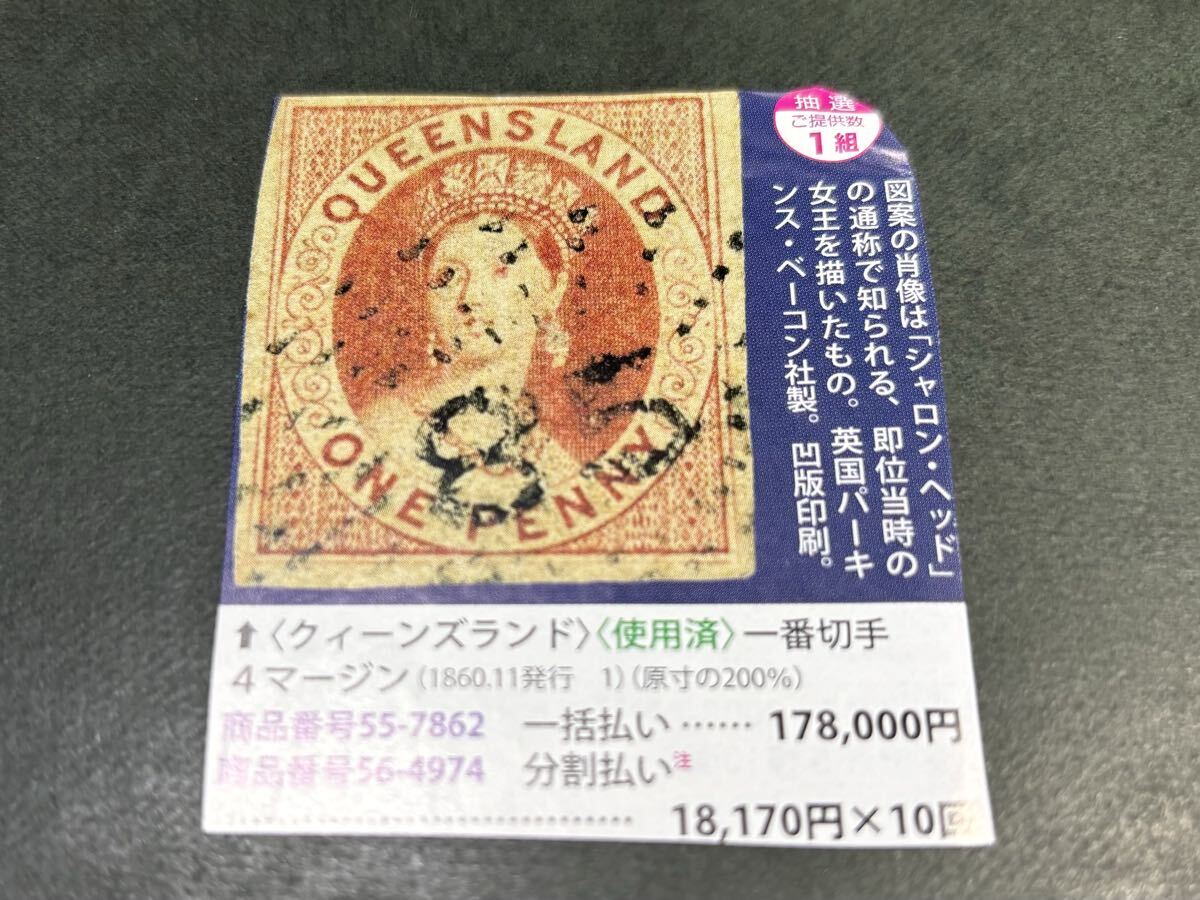 QUEENSLAND
ONE PENNY
抽選
ご提供数
1組
図案の肖像は「シャロン・ヘッド」
の通称で知られる、即位当時の
女王を描いたもの。英国パーキ
ンス・ベーコン社製。凹版印刷。
⬆〈クィーンズランド〉〈使用済〉一番切手
4マージン(1860.11発行 1)(原寸の200%)
商品番号55-7862 一括払い …… 178,000円
商品番号56-4974 分割払い注
………………………… 18,170円×10回